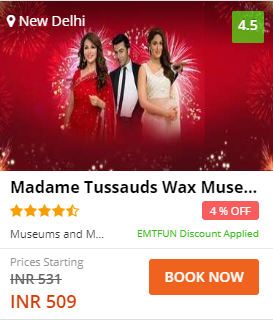 New Delhi
4.5
Madame Tussauds Wax Muse...
4 % OFF
Museums and M...
EMTFUN Discount Applied
Prices Starting
INR 531
INR 509
BOOK NOW